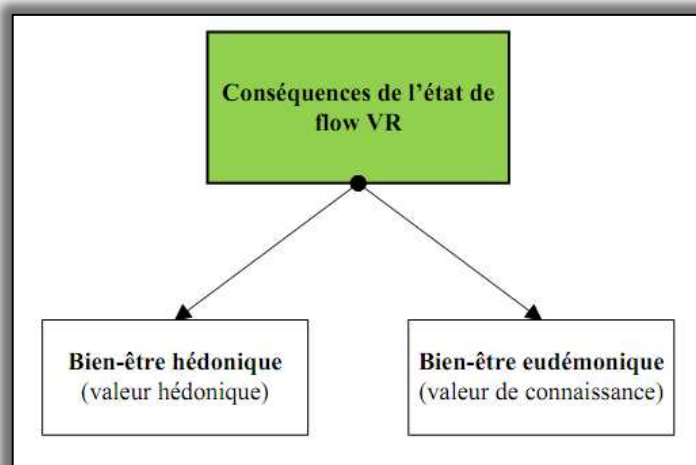 Conséquences de l’état de
flow VR
Bien-être hédonique
(valeur hédonique)
Bien-être eudémonique
(valeur de connaissance)